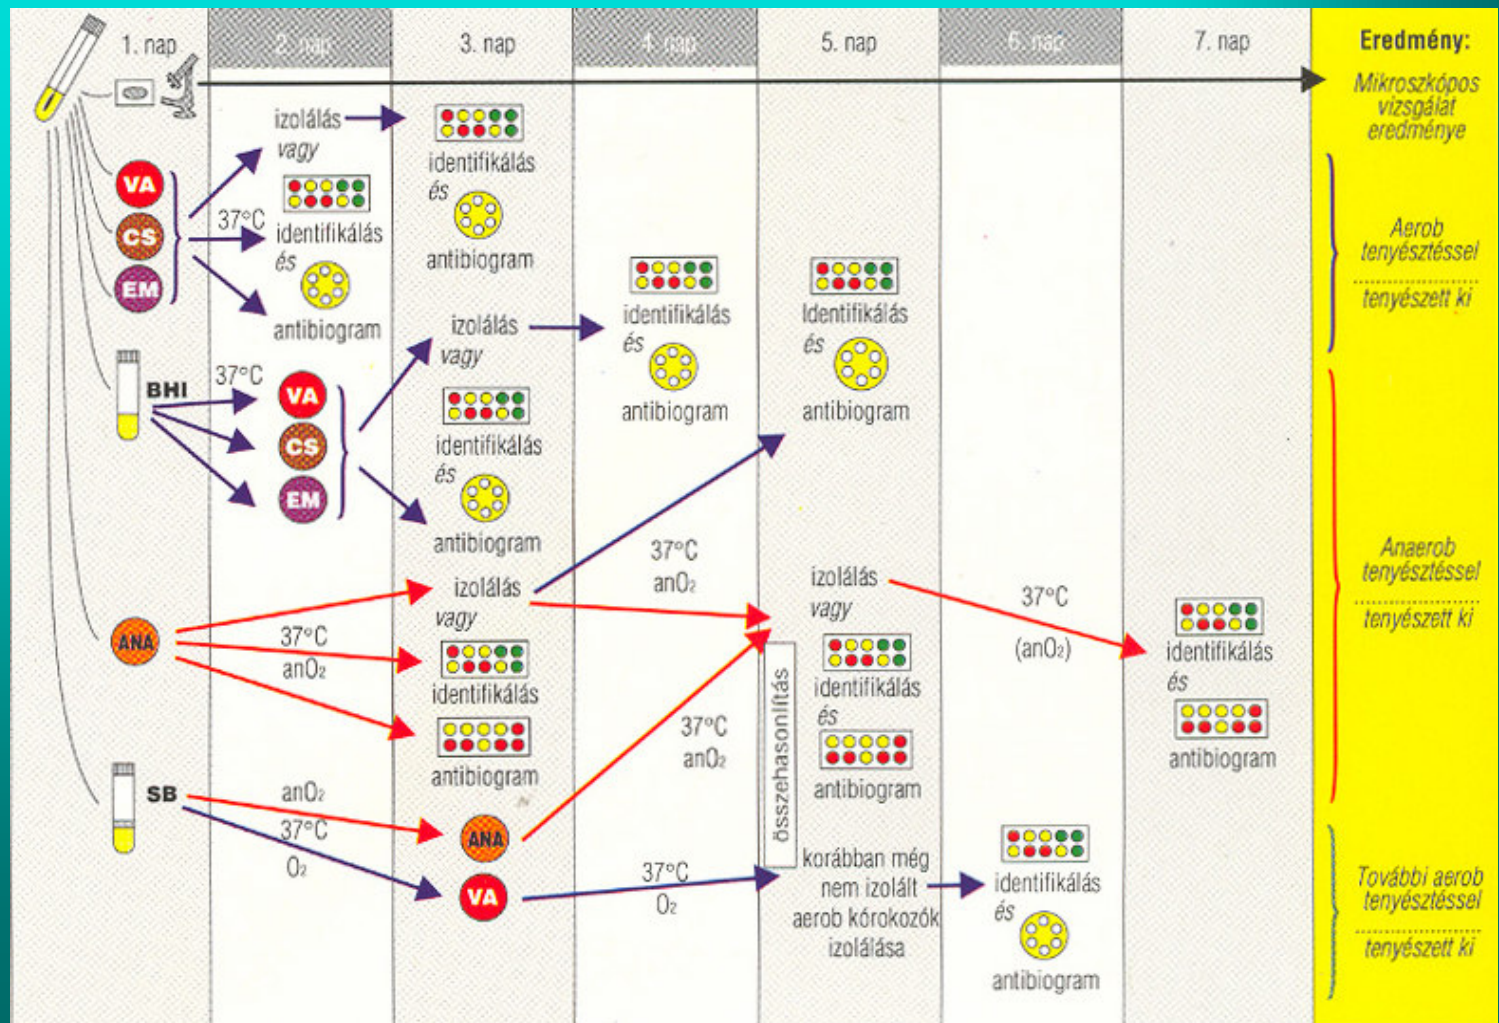 1. nap
2. nap
3. nap
4. nap
5. nap
6. nap
7. nap
Eredmény:
Mikroszkópos
vizsgálat
eredménye
VA
CS
EM
37°C
izolálás
vagy
identifikálás
és
antibiogram
identifikálás
és
antibiogram
Aerob
tenyésztéssel
tenyészett ki
BHI
37°C
VA
CS
EM
izolálás
vagy
identifikálás
és
antibiogram
identifikálás
és
antibiogram
Identifikálás
és
antibiogram
ANA
37°C
anO₂
izolálás
vagy
identifikálás
antibiogram
37°C
anO₂
izolálás
vagy
identifikálás
és
antibiogram
37°C
(anO₂)
identifikálás
és
antibiogram
Anaerob
tenyésztéssel
tenyészett ki
összehasonlítás
37°C
anO₂
SB
anO₂
37°C
O₂
ANA
VA
37°C
O₂
korábban még
nem izolált
aerob kórokozók
izolálása
identifikálás
és
antibiogram
További aerob
tenyésztéssel
tenyészett ki